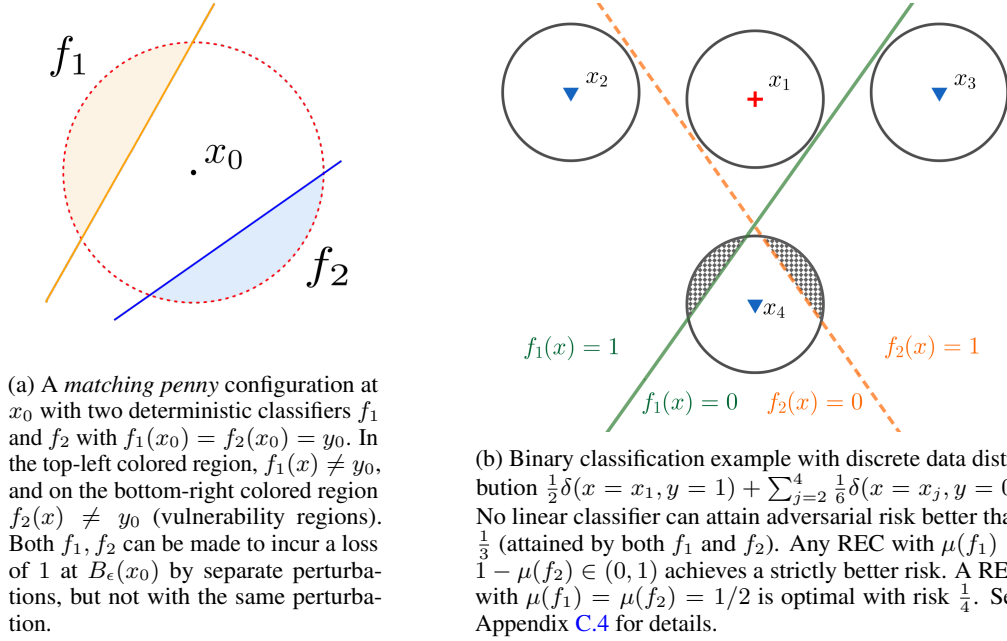 f₁
x₀
f₂
(a) A matching penny configuration at
x₀ with two deterministic classifiers f₁
and f₂ with f₁(x₀) = f₂(x₀) = y₀. In
the top-left colored region, f₁(x) ≠ y₀,
and on the bottom-right colored region
f₂(x) ≠ y₀ (vulnerability regions).
Both f₁, f₂ can be made to incur a loss
of 1 at B_ϵ(x₀) by separate perturba-
tions, but not with the same perturba-
tion.
x₂
x₁
x₃
x₄
f₁(x) = 1
f₂(x) = 1
f₁(x) = 0
f₂(x) = 0
(b) Binary classification example with discrete data dist
bution ½δ(x = x₁, y = 1) + ∑⁴ⱼ₌₂ ⅙δ(x = xⱼ, y = 0
No linear classifier can attain adversarial risk better tha
⅓ (attained by both f₁ and f₂). Any REC with μ(f₁)
1 − μ(f₂) ∈ (0, 1) achieves a strictly better risk. A RE
with μ(f₁) = μ(f₂) = 1/2 is optimal with risk ¼. Se
Appendix C.4 for details.